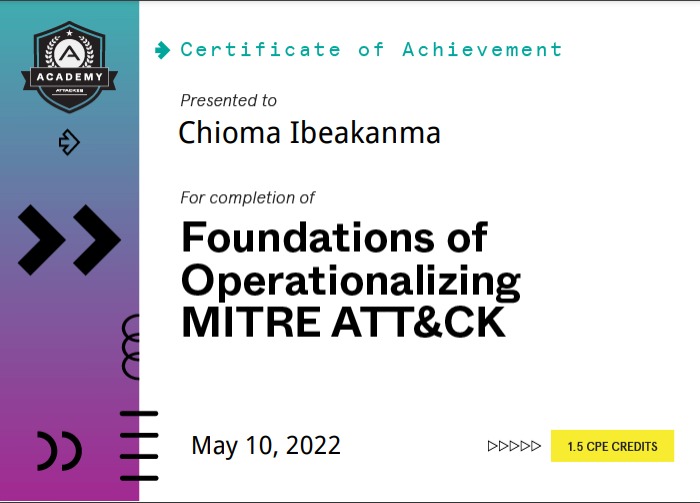 ACADEMY
ATTACKIQ
Certificate of Achievement
Presented to
Chioma Ibeakanma
For completion of
Foundations of
Operationalizing
MITRE ATT&CK
May 10, 2022
1.5 CPE CREDITS